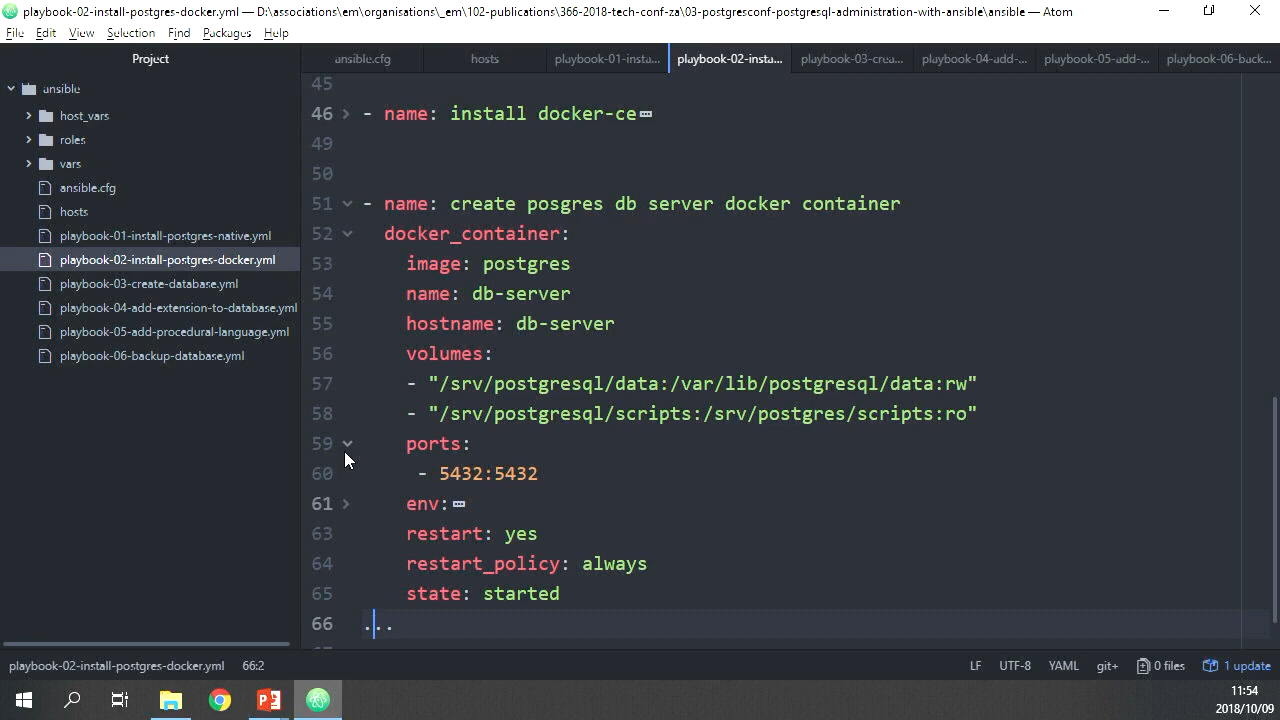 playbook-02-install-postgres-docker.yml — D:\associations\em\organisations\_em\102-publications\366-2018-tech-conf-za\03-postgresconf-postgresql-administration-with-ansible\ansible — Atom
File Edit View Selection Find Packages Help
Project
ansible.cfg hosts playbook-01-insta... playbook-02-insta... playbook-03-crea... playbook-04-add-... playbook-05-add-... playbook-06-back...
ansible
host_vars
roles
vars
ansible.cfg
hosts
playbook-01-install-postgres-native.yml
playbook-02-install-postgres-docker.yml
playbook-03-create-database.yml
playbook-04-add-extension-to-database.yml
playbook-05-add-procedural-language.yml
playbook-06-backup-database.yml
45
46 - name: install docker-ce
49
50
51 - name: create posgres db server docker container
52 docker_container:
53 image: postgres
54 name: db-server
55 hostname: db-server
56 volumes:
57 - "/srv/postgresql/data:/var/lib/postgresql/data:rw"
58 - "/srv/postgresql/scripts:/srv/postgres/scripts:ro"
59 ports:
60 - 5432:5432
61 env:
63 restart: yes
64 restart_policy: always
65 state: started
66 ...
playbook-02-install-postgres-docker.yml 66:2 LF UTF-8 YAML git+ 0 files 1 update
11:54
2018/10/09